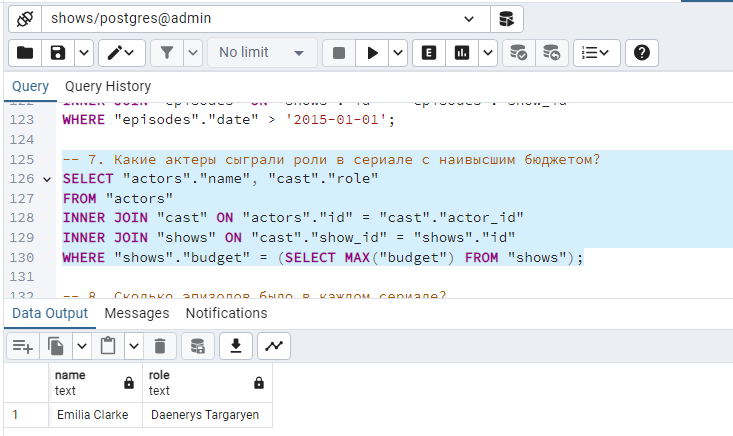 shows/postgres@admin
No limit
E
Query Query History
123 WHERE "episodes"."date" > '2015-01-01';
124
125 -- 7. Какие актеры сыграли роли в сериале с наивысшим бюджетом?
126 SELECT "actors"."name", "cast"."role"
127 FROM "actors"
128 INNER JOIN "cast" ON "actors"."id" = "cast"."actor_id"
129 INNER JOIN "shows" ON "cast"."show_id" = "shows"."id"
130 WHERE "shows"."budget" = (SELECT MAX("budget") FROM "shows");
131
132 -- 8. Сколько эпизодов было в каждом сериале?
Data Output Messages Notifications
name role
text text
1 Emilia Clarke Daenerys Targaryen